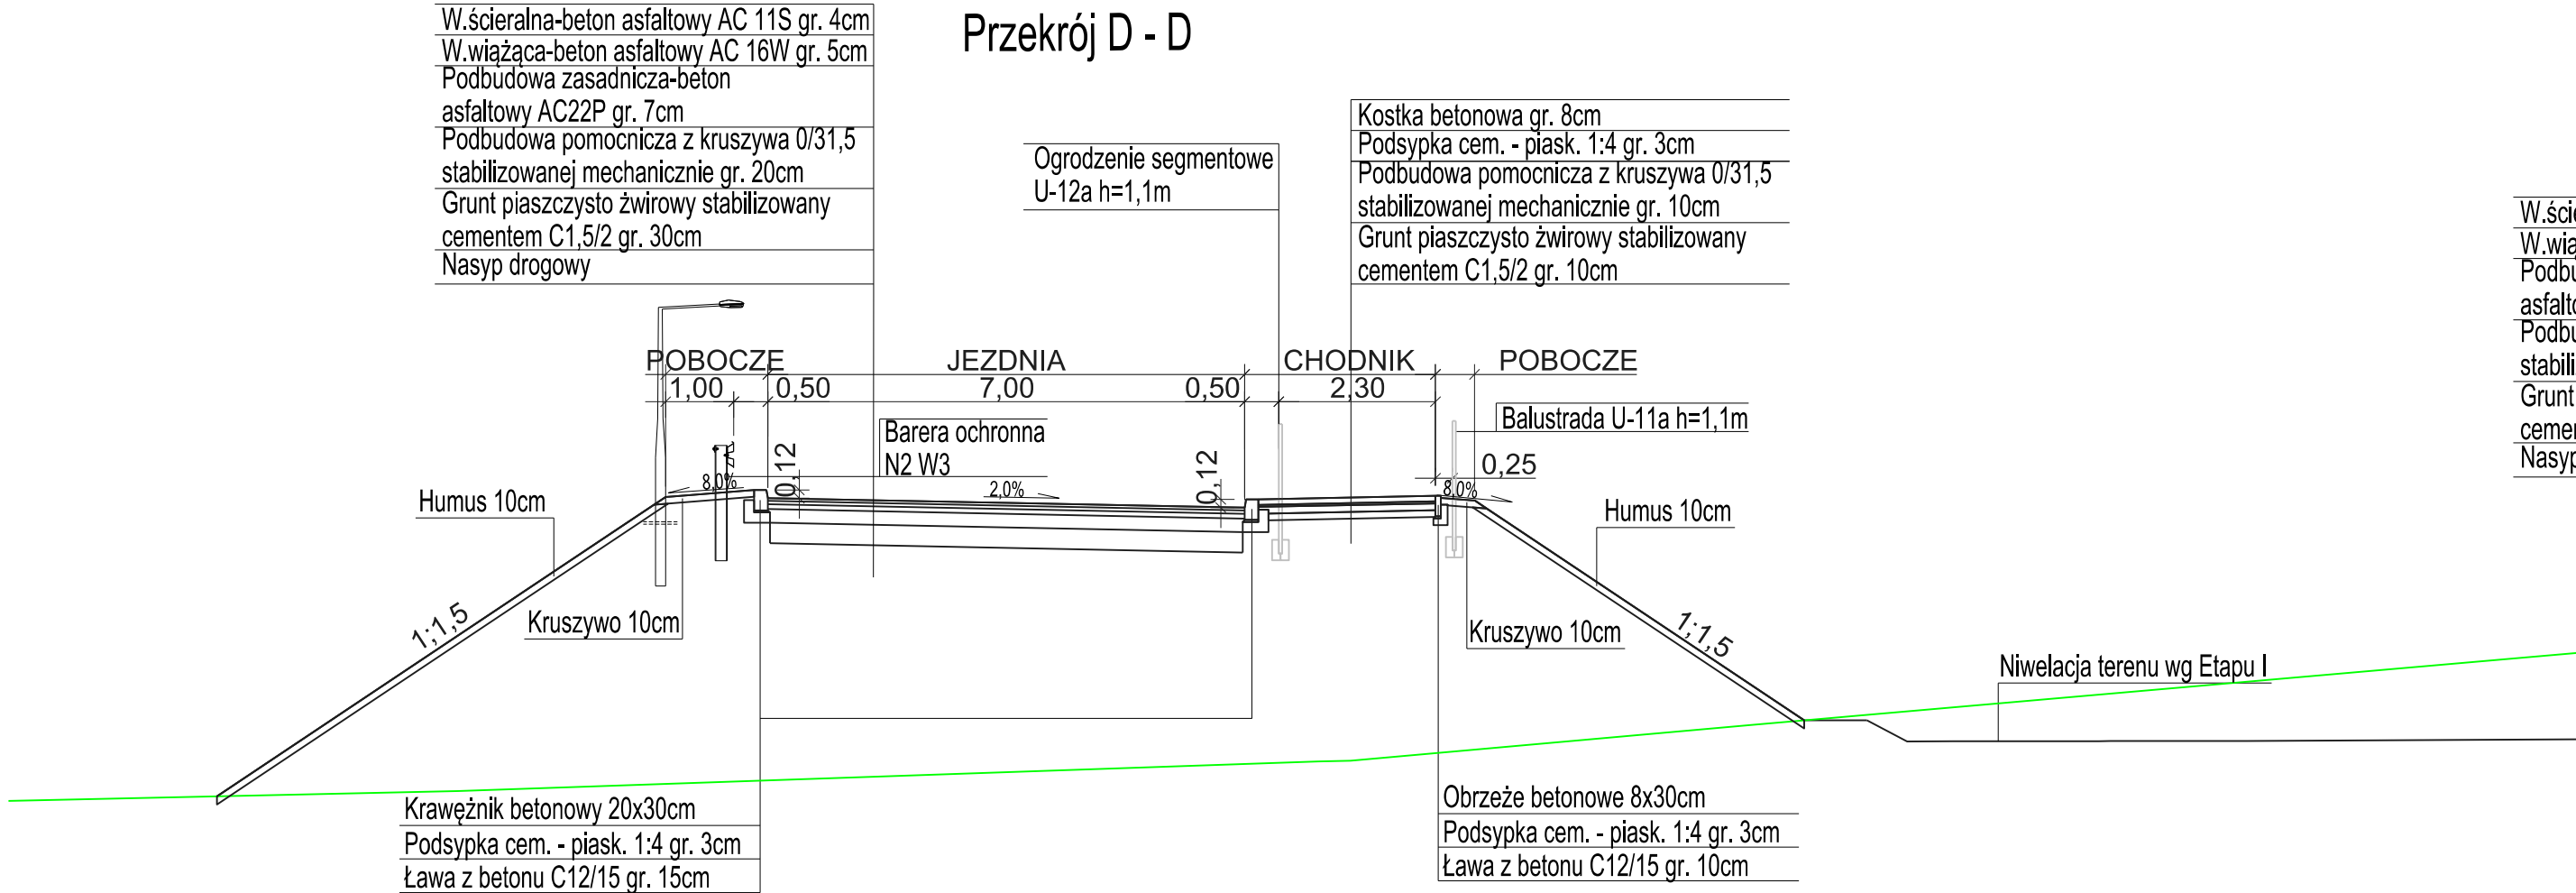 Przekrój D - D
W.ścieralna-beton asfaltowy AC 11S gr. 4cm
W.wiążąca-beton asfaltowy AC 16W gr. 5cm
Podbudowa zasadnicza-beton
asfaltowy AC22P gr. 7cm
Podbudowa pomocnicza z kruszywa 0/31,5
stabilizowanej mechanicznie gr. 20cm
Grunt piaszczysto żwirowy stabilizowany
cementem C1,5/2 gr. 30cm
Nasyp drogowy
Ogrodzenie segmentowe
U-12a h=1,1m
Kostka betonowa gr. 8cm
Podsypka cem. - piask. 1:4 gr. 3cm
Podbudowa pomocnicza z kruszywa 0/31,5
stabilizowanej mechanicznie gr. 10cm
Grunt piaszczysto żwirowy stabilizowany
cementem C1,5/2 gr. 10cm
POBOCZE JEZDNIA CHODNIK POBOCZE
1,00 0,50 7,00 0,50 2,30
Barera ochronna
N2 W3
Balustrada U-11a h=1,1m
0,25
0,12
0,12
8,0%
2,0%
8,0%
Humus 10cm
Humus 10cm
Kruszywo 10cm
Kruszywo 10cm
1:1,5
1:1,5
Niwelacja terenu wg Etapu I
Krawężnik betonowy 20x30cm
Podsypka cem. - piask. 1:4 gr. 3cm
Ława z betonu C12/15 gr. 15cm
Obrzeże betonowe 8x30cm
Podsypka cem. - piask. 1:4 gr. 3cm
Ława z betonu C12/15 gr. 10cm
Grunt